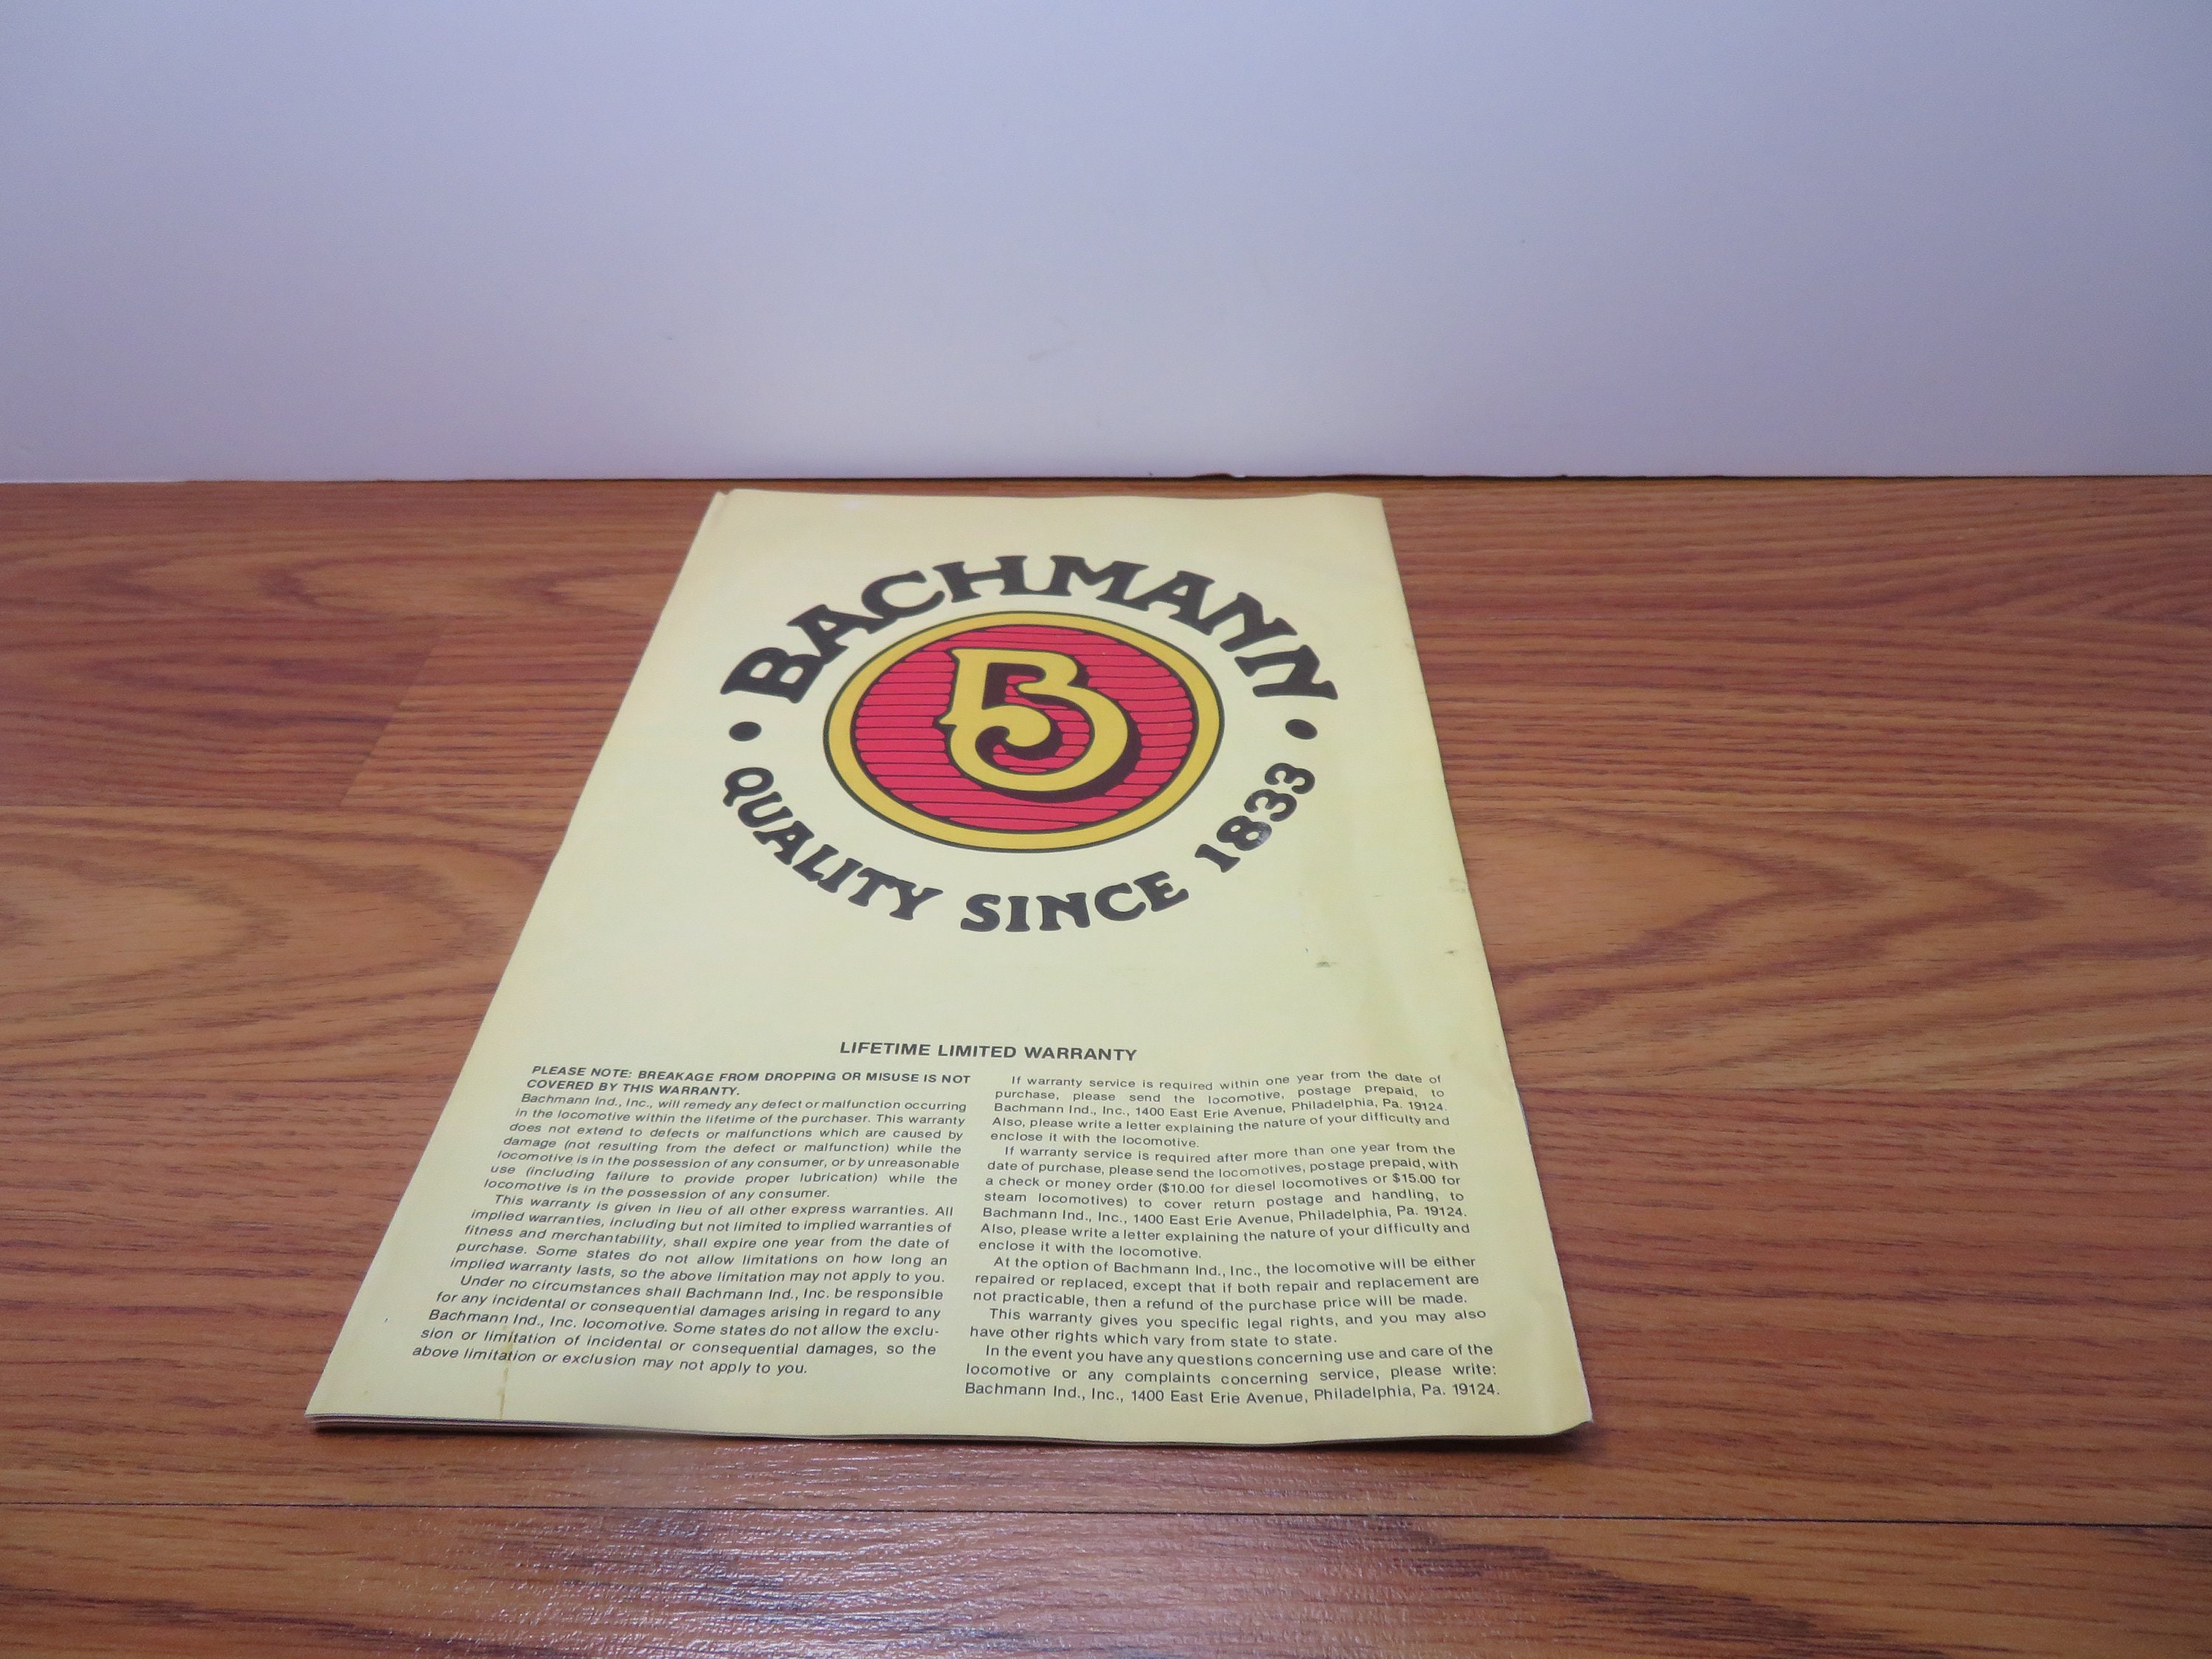 • BACHMANN •
B
QUALITY SINCE 1833
LIFETIME LIMITED WARRANTY
PLEASE NOTE: BREAKAGE FROM DROPPING OR MISUSE IS NOT
COVERED BY THIS WARRANTY.
Bachmann Ind., Inc., will remedy any defect or malfunction occurring
in the locomotive within the lifetime of the purchaser. This warranty
does not extend to defects or malfunctions which are caused by
damage (not resulting from the defect or malfunction) while the
locomotive is in the possession of any consumer, or by unreasonable
use (including failure to provide proper lubrication) while the
locomotive is in the possession of any consumer.
This warranty is given in lieu of all other express warranties. All
implied warranties, including but not limited to implied warranties of
fitness and merchantability, shall expire one year from the date of
purchase. Some states do not allow limitations on how long an
implied warranty lasts, so the above limitation may not apply to you.
Under no circumstances shall Bachmann Ind., Inc. be responsible
for any incidental or consequential damages arising in regard to any
Bachmann Ind., Inc. locomotive. Some states do not allow the exclu-
sion or limitation of incidental or consequential damages, so the
above limitation or exclusion may not apply to you.
If warranty service is required within one year from the date of
purchase, please send the locomotive, postage prepaid, to
Bachmann Ind., Inc., 1400 East Erie Avenue, Philadelphia, Pa. 19124.
Also, please write a letter explaining the nature of your difficulty and
enclose it with the locomotive.
If warranty service is required after more than one year from the
date of purchase, please send the locomotives, postage prepaid, with
a check or money order ($10.00 for diesel locomotives or $15.00 for
steam locomotives) to cover return postage and handling, to
Bachmann Ind., Inc., 1400 East Erie Avenue, Philadelphia, Pa. 19124.
Also, please write a letter explaining the nature of your difficulty and
enclose it with the locomotive.
At the option of Bachmann Ind., Inc., the locomotive will be either
repaired or replaced, except that if both repair and replacement are
not practicable, then a refund of the purchase price will be made.
This warranty gives you specific legal rights, and you may also
have other rights which vary from state to state.
In the event you have any questions concerning use and care of the
locomotive or any complaints concerning service, please write:
Bachmann Ind., Inc., 1400 East Erie Avenue, Philadelphia, Pa. 19124.